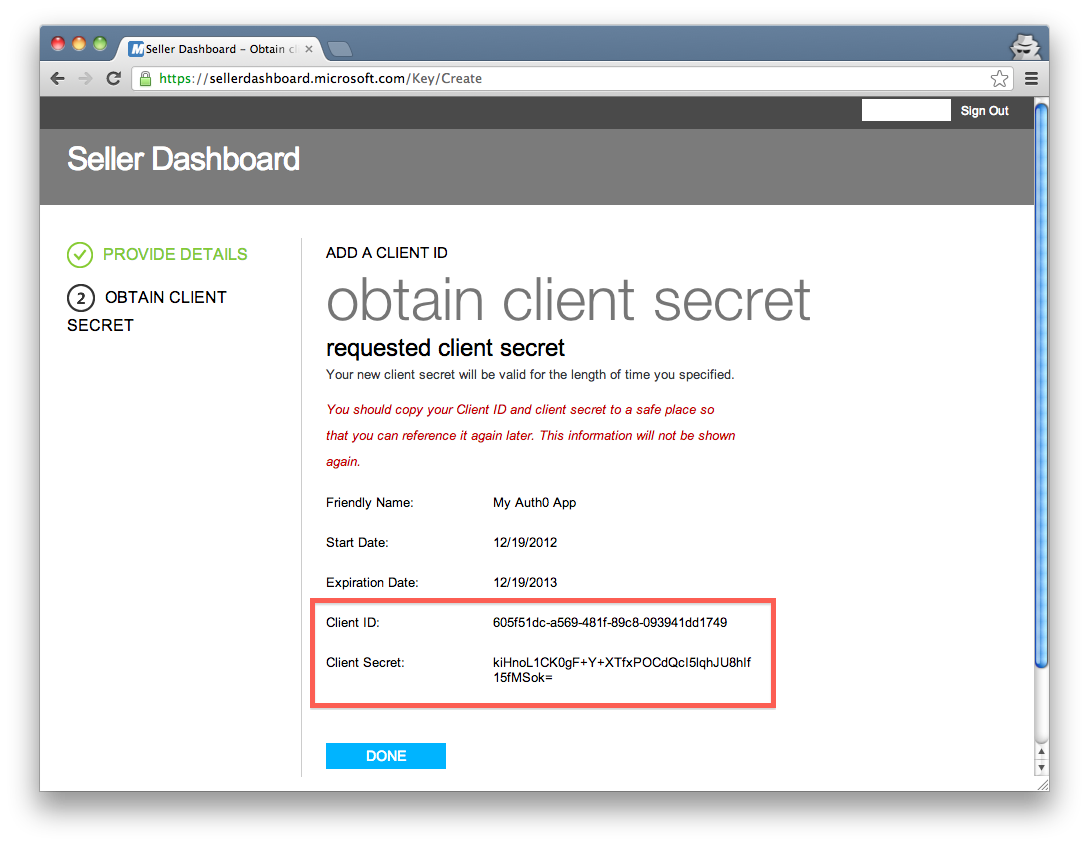 Seller Dashboard – Obtain cl
https://sellerdashboard.microsoft.com/Key/Create
Sign Out
Seller Dashboard
PROVIDE DETAILS
2 OBTAIN CLIENT
SECRET
ADD A CLIENT ID
obtain client secret
requested client secret
Your new client secret will be valid for the length of time you specified.
You should copy your Client ID and client secret to a safe place so
that you can reference it again later. This information will not be shown
again.
Friendly Name: My Auth0 App
Start Date: 12/19/2012
Expiration Date: 12/19/2013
Client ID: 605f51dc-a569-481f-89c8-093941dd1749
Client Secret: kiHnoL1CK0gF+Y+XTfxPOCdQcI5lqhJU8hIf
15fMSok=
DONE